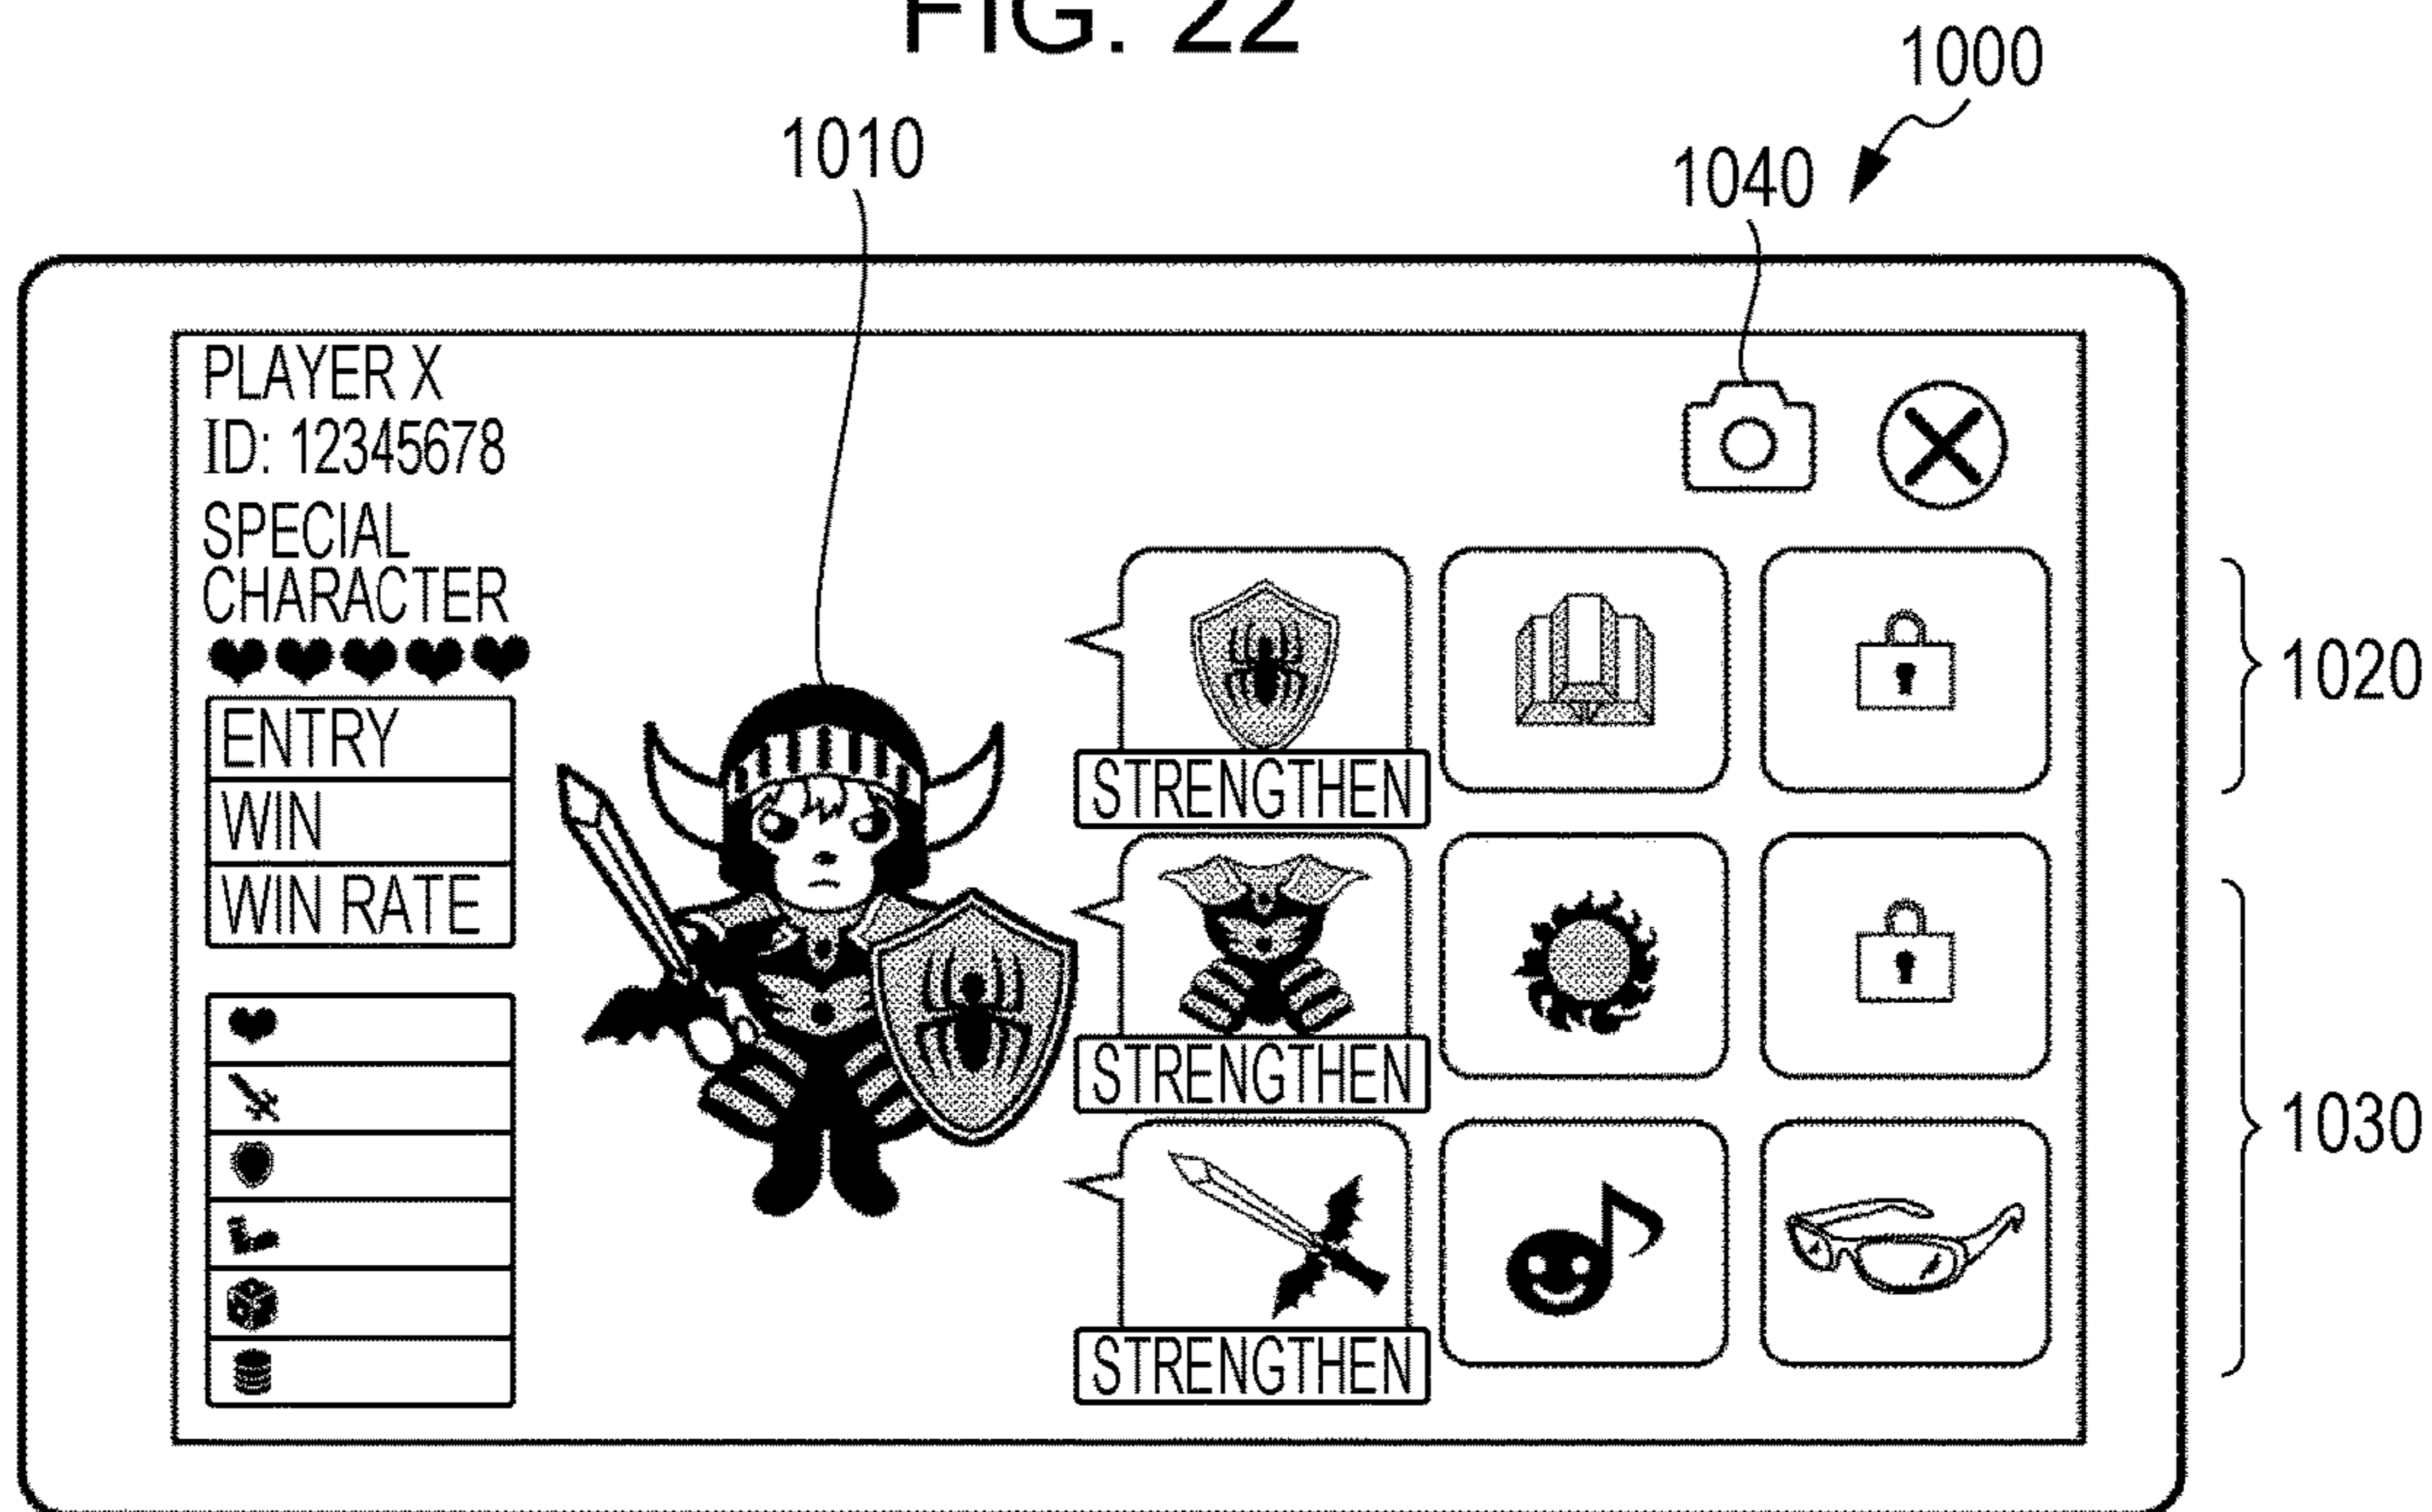 FIG. 22
1000
1010
1040
PLAYER X
ID: 12345678
SPECIAL
CHARACTER
ENTRY
WIN
WIN RATE
STRENGTHEN
1020
STRENGTHEN
1030
STRENGTHEN